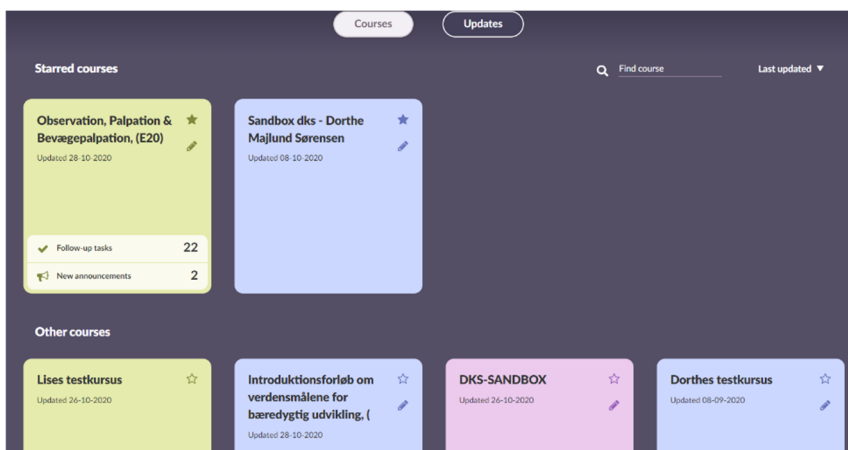 Courses
Updates
Starred courses
Find course
Last updated
Observation, Palpation &
Bevægepalpation, (E20)
Updated 28-10-2020
Follow-up tasks 22
New announcements 2
Sandbox dks - Dorthe
Majlund Sørensen
Updated 08-10-2020
Other courses
Lises testkursus
Updated 26-10-2020
Introduktionsforløb om
verdensmålene for
bæredygtig udvikling, (
Updated 28-10-2020
DKS-SANDBOX
Updated 26-10-2020
Dorthes testkursus
Updated 08-09-2020